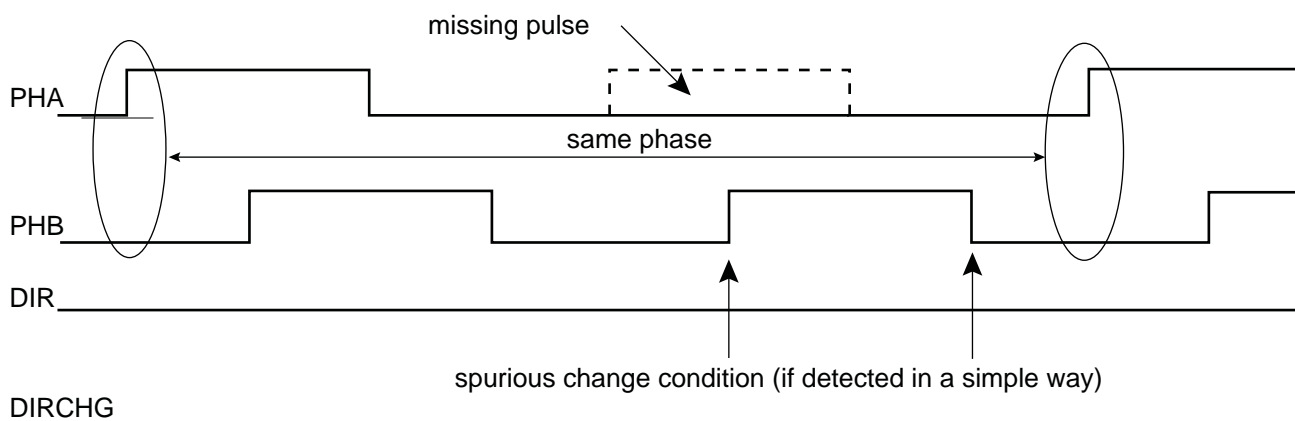 missing pulse
PHA
same phase
PHB
DIR
spurious change condition (if detected in a simple way)
DIRCHG